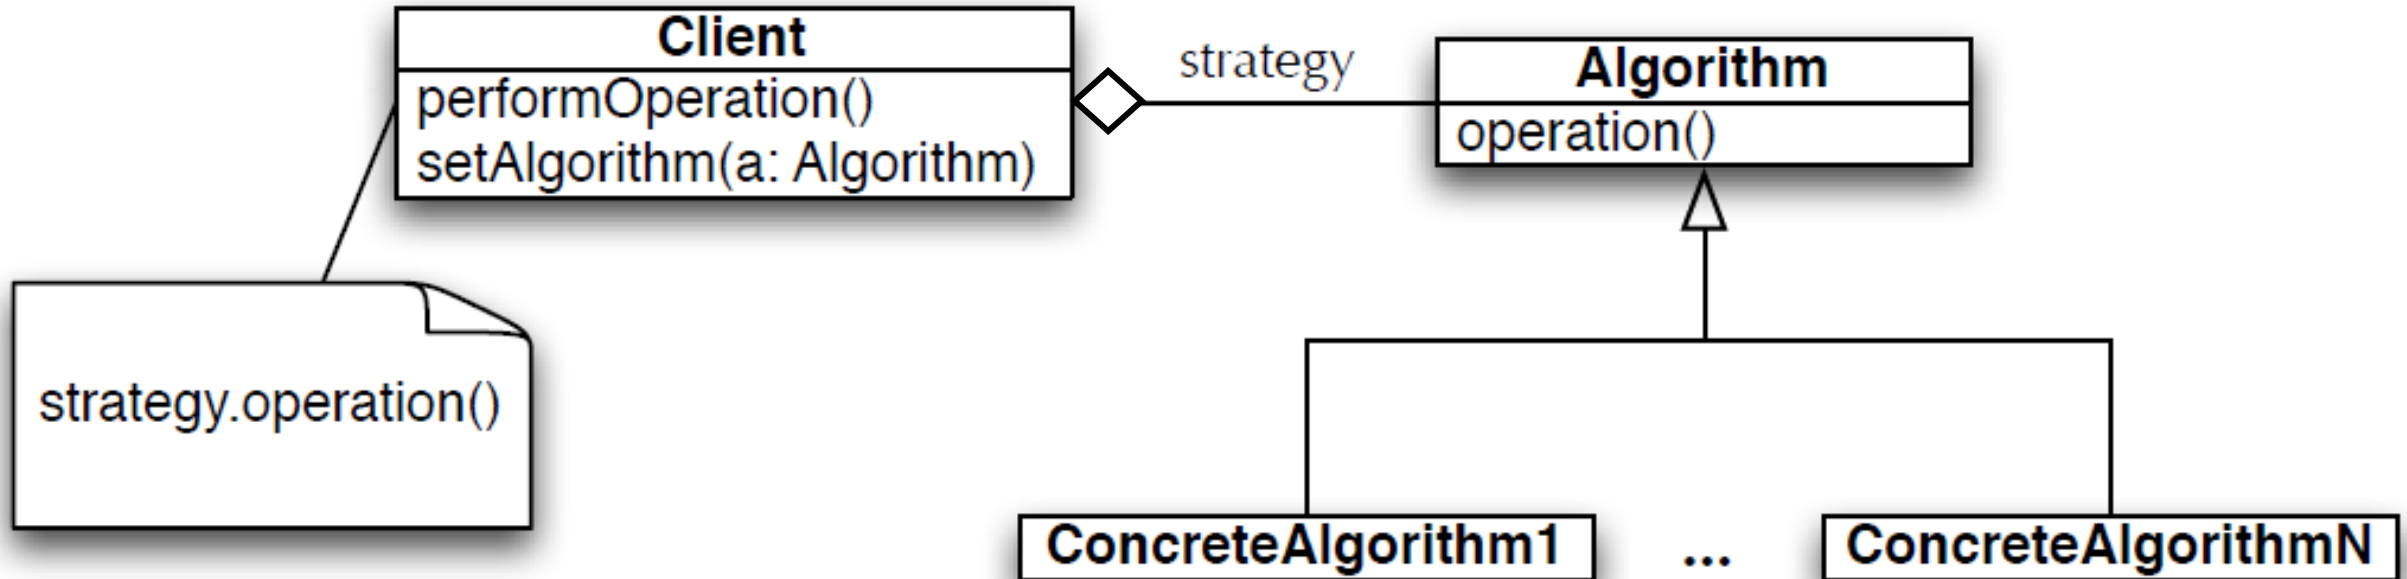 Client
performOperation()
setAlgorithm(a: Algorithm)
strategy
Algorithm
operation()
strategy.operation()
ConcreteAlgorithm1
...
ConcreteAlgorithmN